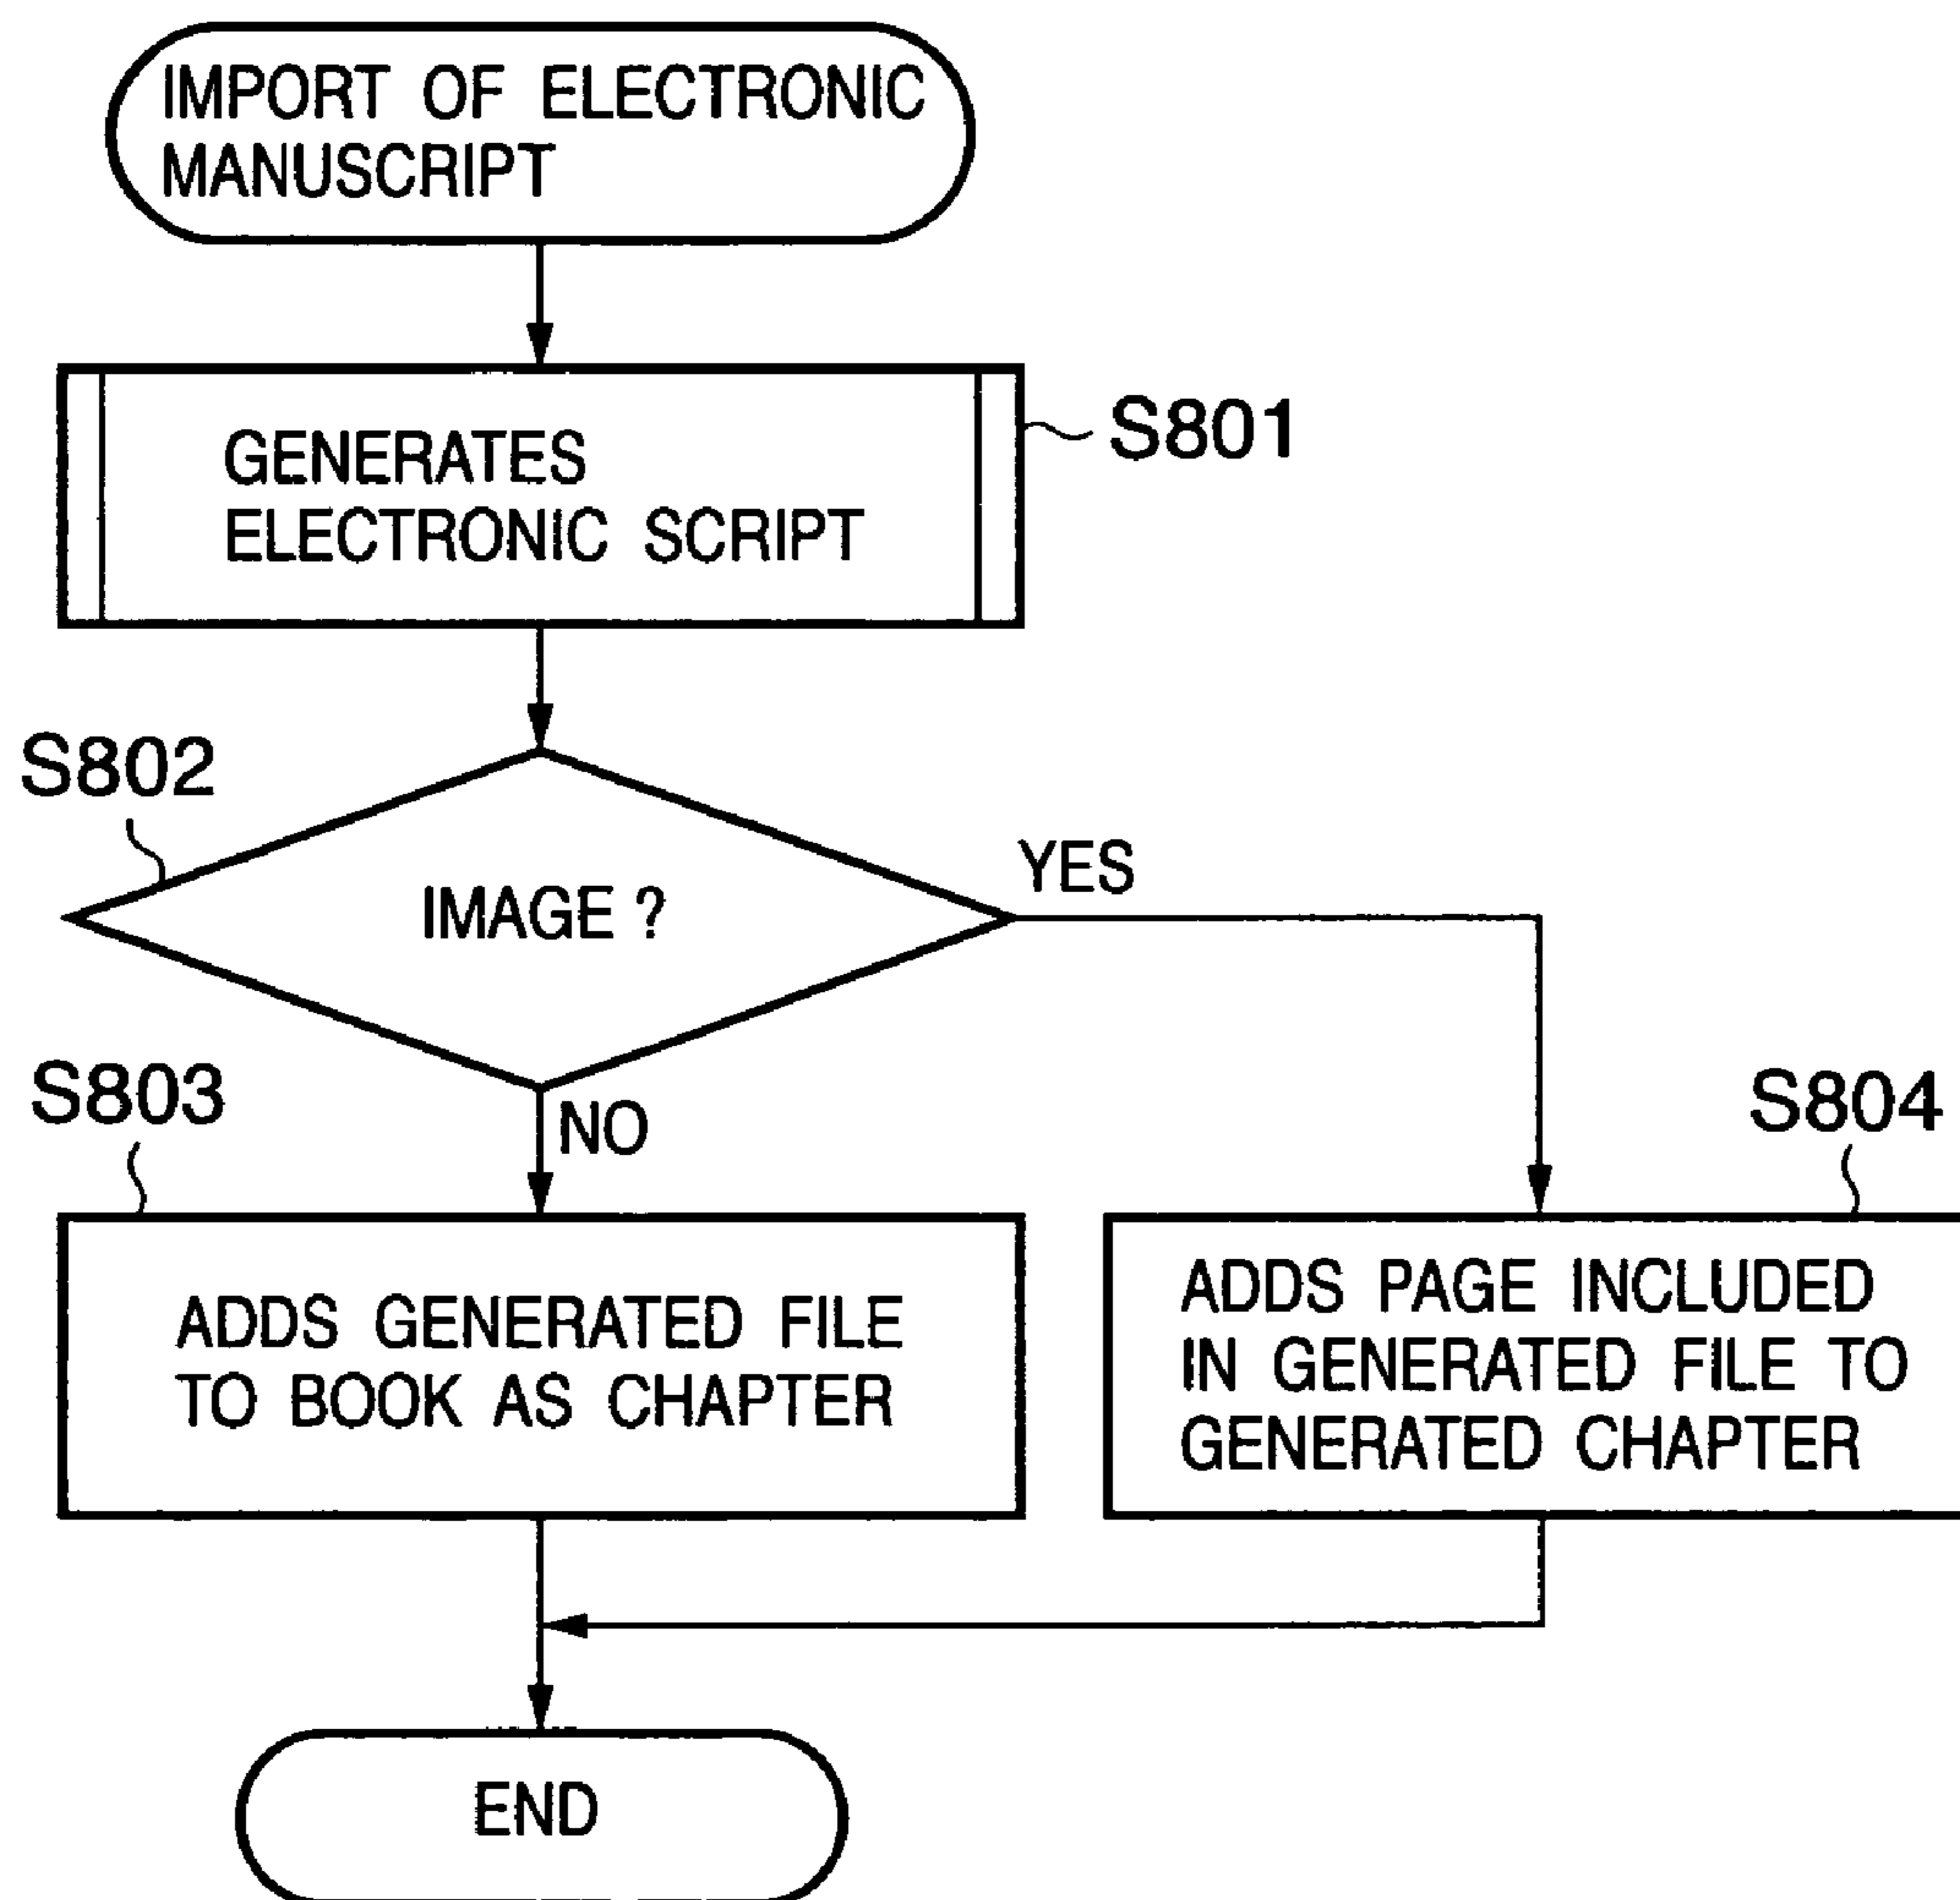 IMPORT OF ELECTRONIC
MANUSCRIPT
GENERATES
ELECTRONIC SCRIPT
S801
S802
IMAGE ?
YES
NO
S803
ADDS GENERATED FILE
TO BOOK AS CHAPTER
S804
ADDS PAGE INCLUDED
IN GENERATED FILE TO
GENERATED CHAPTER
END